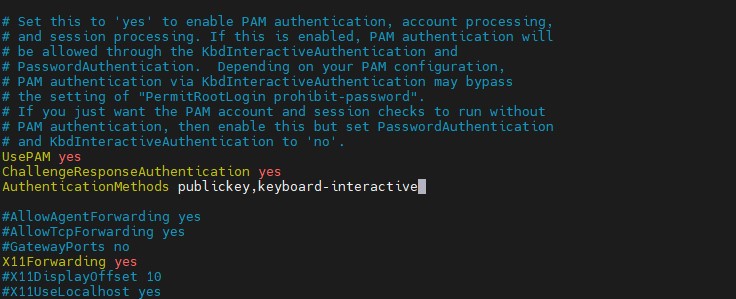 # Set this to 'yes' to enable PAM authentication, account processing,
# and session processing. If this is enabled, PAM authentication will
# be allowed through the KbdInteractiveAuthentication and
# PasswordAuthentication.  Depending on your PAM configuration,
# PAM authentication via KbdInteractiveAuthentication may bypass
# the setting of "PermitRootLogin prohibit-password".
# If you just want the PAM account and session checks to run without
# PAM authentication, then enable this but set PasswordAuthentication
# and KbdInteractiveAuthentication to 'no'.
UsePAM yes
ChallengeResponseAuthentication yes
AuthenticationMethods publickey,keyboard-interactive
#AllowAgentForwarding yes
#AllowTcpForwarding yes
#GatewayPorts no
X11Forwarding yes
#X11DisplayOffset 10
#X11UseLocalhost yes